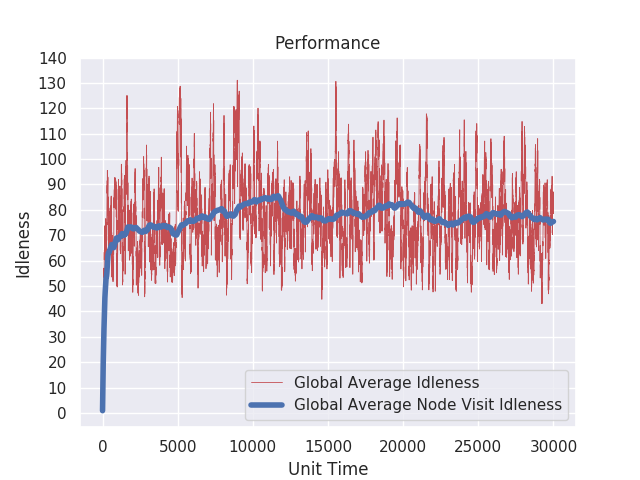 Performance
140
130
120
110
100
90
80
70
60
50
40
30
20
10
0
Idleness
Global Average Idleness
Global Average Node Visit Idleness
0 5000 10000 15000 20000 25000 30000
Unit Time